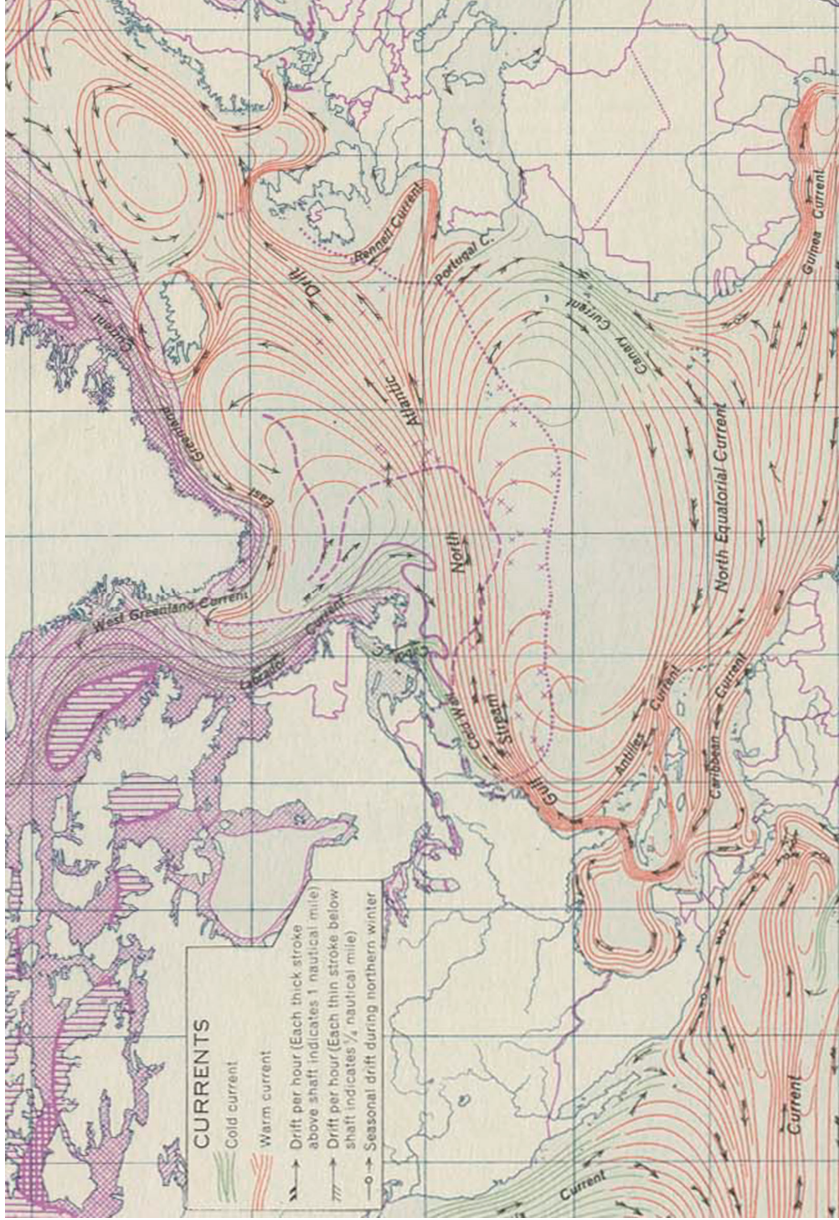 CURRENTS
Cold current
Warm current
Drift per hour (Each thick stroke
above shaft indicates 1 nautical mile)
Drift per hour (Each thin stroke below
shaft indicates ¼ nautical mile)
Seasonal drift during northern winter
West Greenland Current
East
Greenland
Current
Labrador
Current
Cabot
C.
Cold Wall
Gulf
Stream
North
Atlantic
Drift
Rennell Current
Portugal C.
Canary
Current
North Equatorial Current
Guinea
Current
Antilles
Current
Caribbean
Current
Current
Current